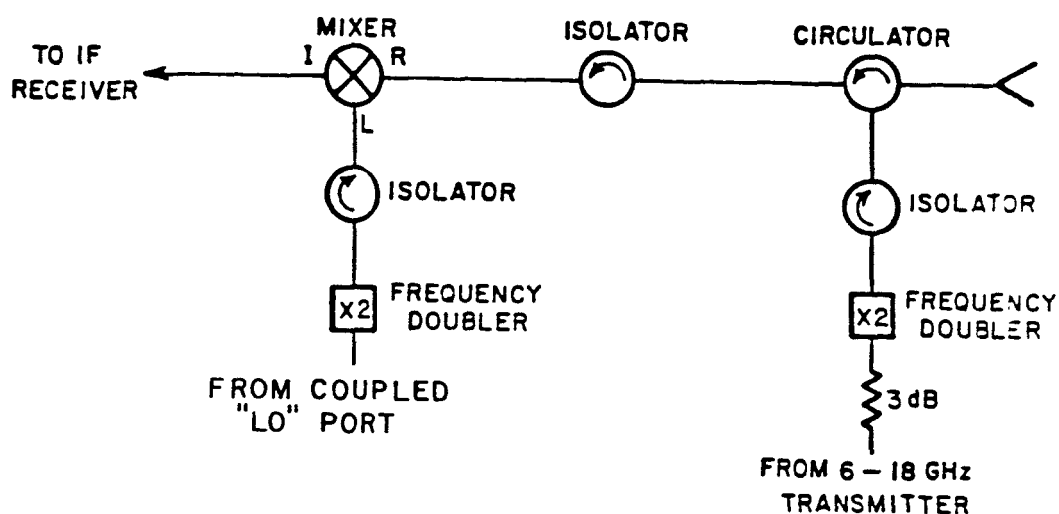 MIXER
ISOLATOR
CIRCULATOR
TO IF
RECEIVER
I
R
L
ISOLATOR
ISOLATOR
X2
FREQUENCY
DOUBLER
X2
FREQUENCY
DOUBLER
FROM COUPLED
"LO" PORT
3 dB
FROM 6 – 18 GHz
TRANSMITTER